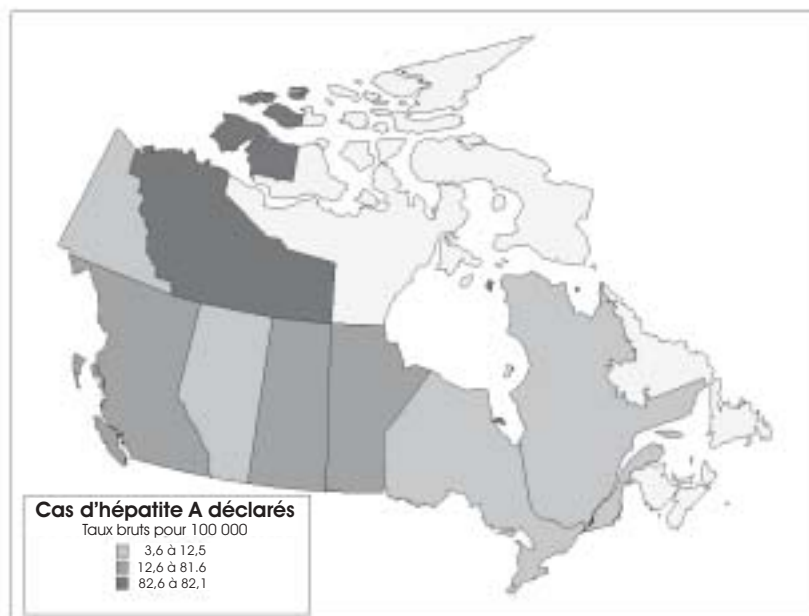 Cas d'hépatite A déclarés
Taux bruts pour 100 000
3,6 à 12,5
12,6 à 81.6
82,6 à 82,1